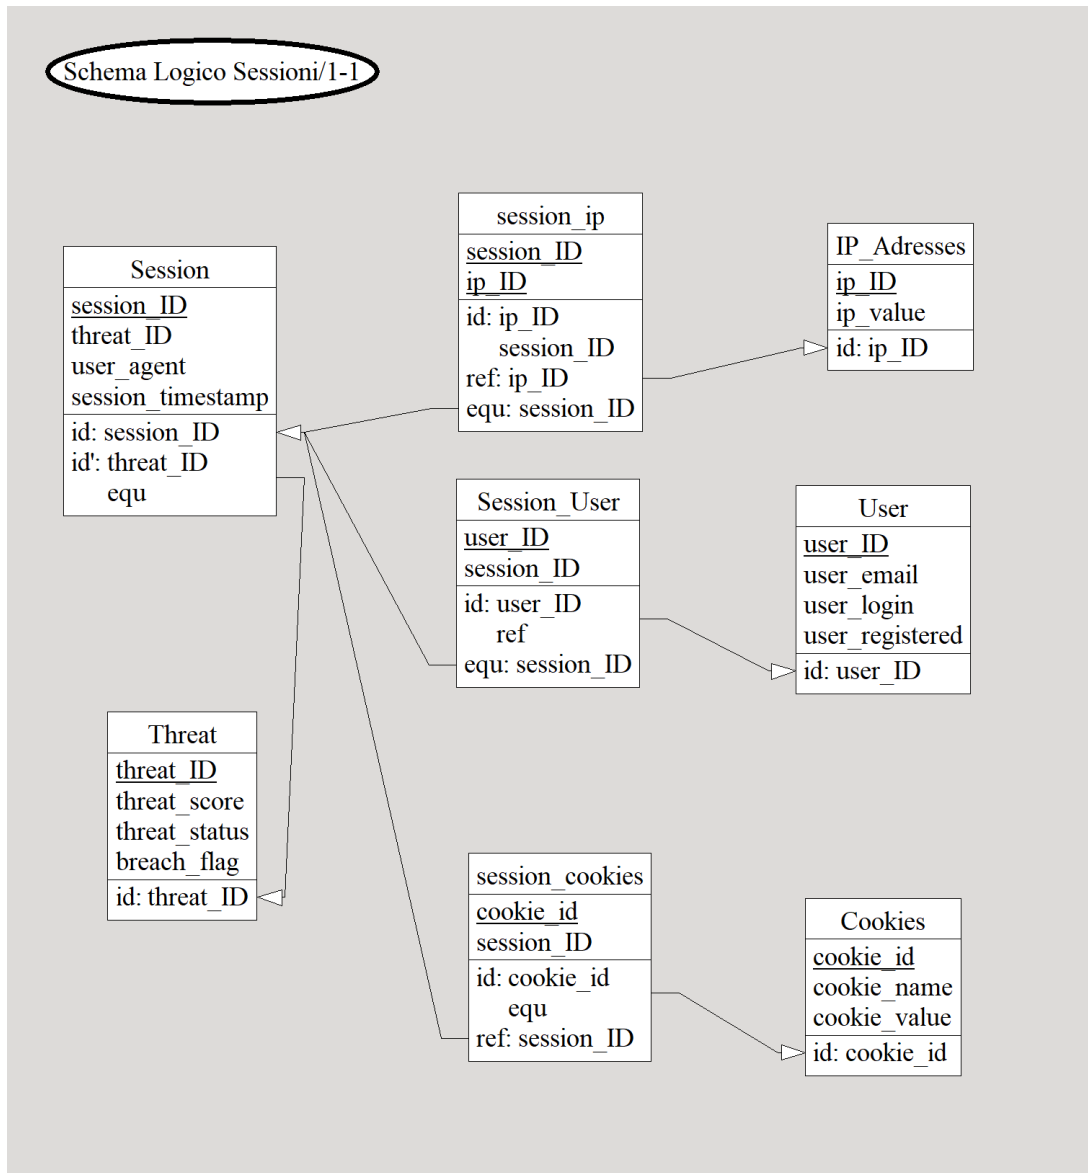 Schema Logico Sessioni/1-1
Session
session_ID
threat_ID
user_agent
session_timestamp
id: session_ID
id': threat_ID
equ
session_ip
session_ID
ip_ID
id: ip_ID
session_ID
ref: ip_ID
equ: session_ID
IP_Adresses
ip_ID
ip_value
id: ip_ID
Session_User
user_ID
session_ID
id: user_ID
ref
equ: session_ID
User
user_ID
user_email
user_login
user_registered
id: user_ID
Threat
threat_ID
threat_score
threat_status
breach_flag
id: threat_ID
session_cookies
cookie_id
session_ID
id: cookie_id
equ
ref: session_ID
Cookies
cookie_id
cookie_name
cookie_value
id: cookie_id